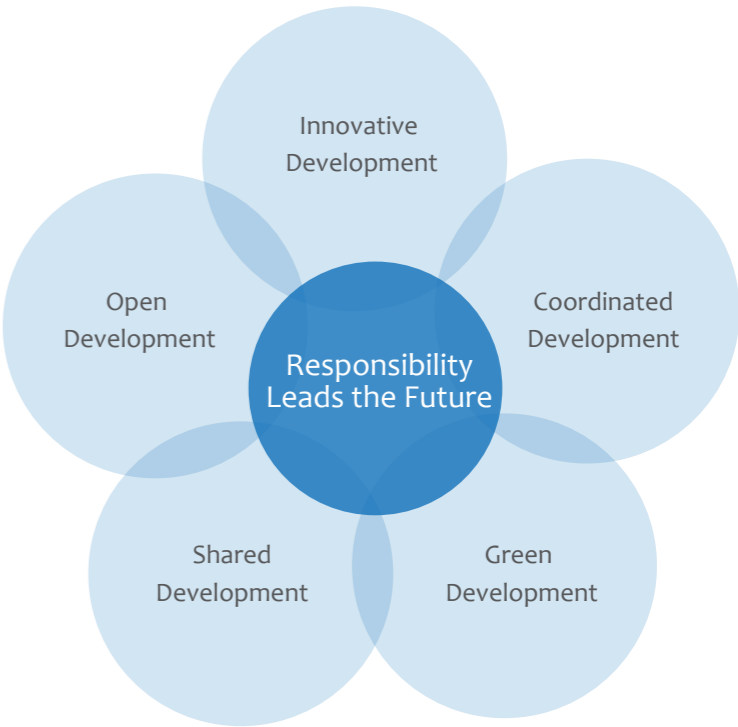 Innovative
Development
Coordinated
Development
Green
Development
Shared
Development
Open
Development
Responsibility
Leads the Future